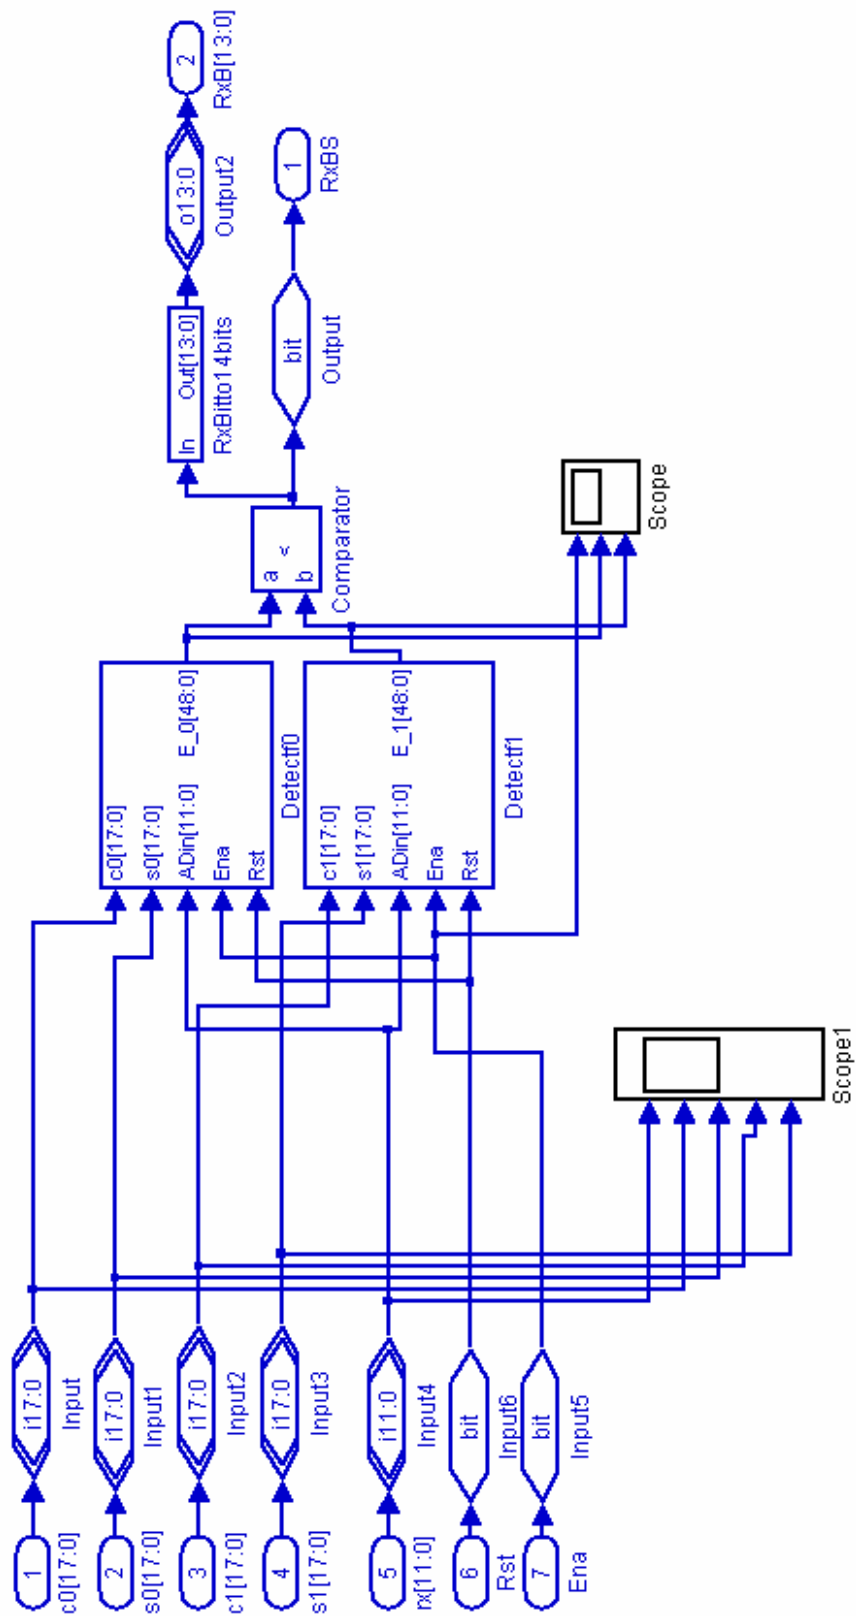 1
c0[17:0]
i17:0
Input
2
s0[17:0]
i17:0
Input1
3
c1[17:0]
i17:0
Input2
4
s1[17:0]
i17:0
Input3
5
rx[11:0]
i11:0
Input4
6
Rst
bit
Input6
7
Ena
bit
Input5
Scope1
c0[17:0]
s0[17:0]
ADin[11:0] E_0[48:0]
Ena
Rst
Detectf0
c1[17:0]
s1[17:0]
ADin[11:0] E_1[48:0]
Ena
Rst
Detectf1
a
<
b
Comparator
Scope
In Out[13:0]
RxBitto14bits
o13:0
Output2
2
RxB[13:0]
bit
Output
1
RxBS